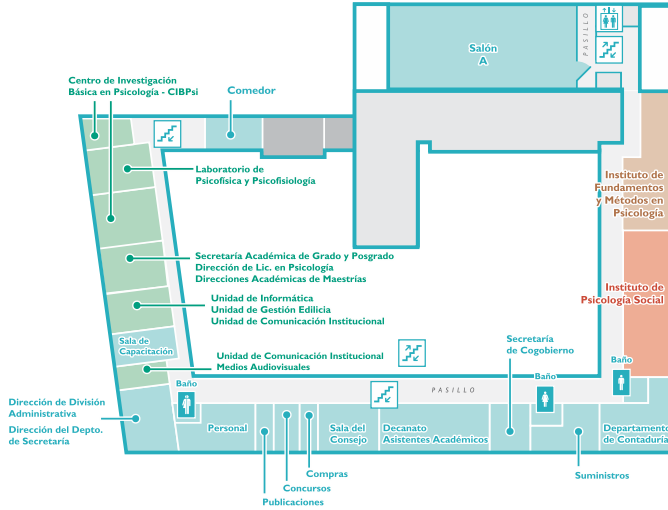 PASILLO
Salón
A
Centro de Investigación
Básica en Psicología - CIBPsi
Comedor
Laboratorio de
Psicofísica y Psicofisiología
Instituto de
Fundamentos
y Métodos en
Psicología
Secretaría Académica de Grado y Posgrado
Dirección de Lic. en Psicología
Direcciones Académicas de Maestrías
Instituto de
Psicología Social
Unidad de Informática
Unidad de Gestión Edilicia
Unidad de Comunicación Institucional
Sala de
Capacitación
Secretaría
de Cogobierno
Unidad de Comunicación Institucional
Medios Audiovisuales
Baño
Baño
Baño
PASILLO
Dirección de División
Administrativa
Dirección del Depto.
de Secretaría
Personal
Sala del
Consejo
Decanato
Asistentes Académicos
Departamento
de Contaduría
Compras
Concursos
Publicaciones
Suministros